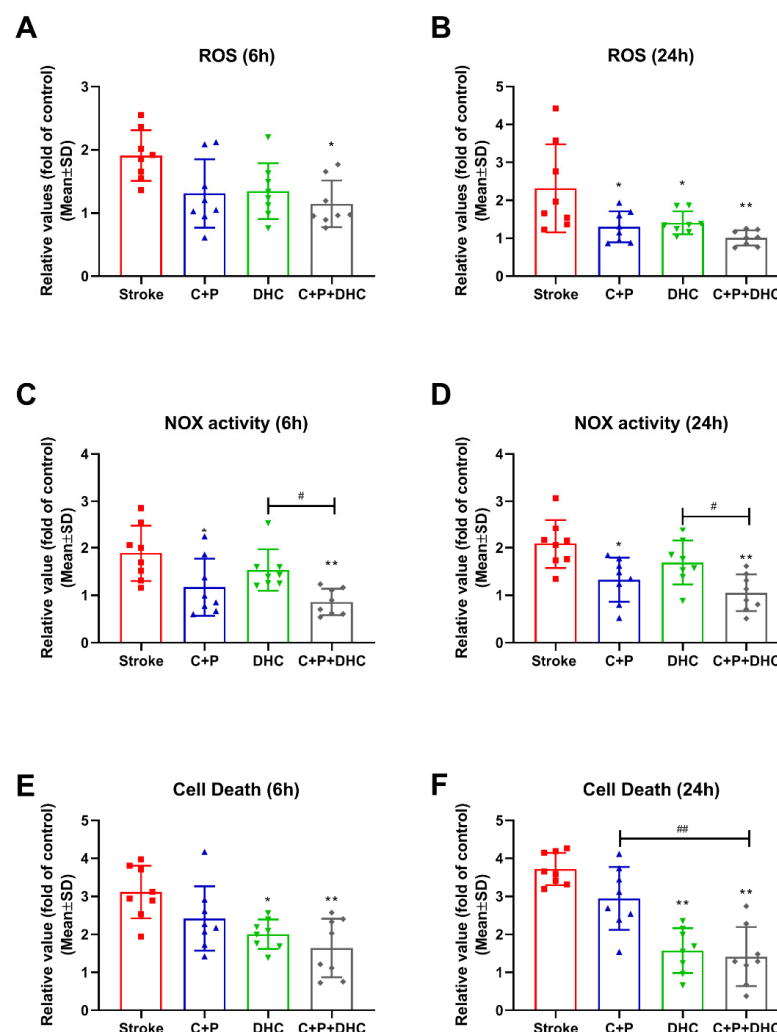 A
ROS (6h)
Relative values (fold of control)
(Mean±SD)
3
2
1
0
Stroke C+P DHC C+P+DHC
*
B
ROS (24h)
Relative values (fold of control)
(Mean±SD)
5
4
3
2
1
0
Stroke C+P DHC C+P+DHC
* * **
C
NOX activity (6h)
Relative value (fold of control)
(Mean±SD)
4
3
2
1
0
Stroke C+P DHC C+P+DHC
#
* **
D
NOX activity (24h)
Relative value (fold of control)
(Mean±SD)
4
3
2
1
0
Stroke C+P DHC C+P+DHC
#
* **
E
Cell Death (6h)
Relative value (fold of control)
(Mean±SD)
5
4
3
2
1
0
Stroke C+P DHC C+P+DHC
* **
F
Cell Death (24h)
Relative value (fold of control)
(Mean±SD)
5
4
3
2
1
0
Stroke C+P DHC C+P+DHC
##
** **